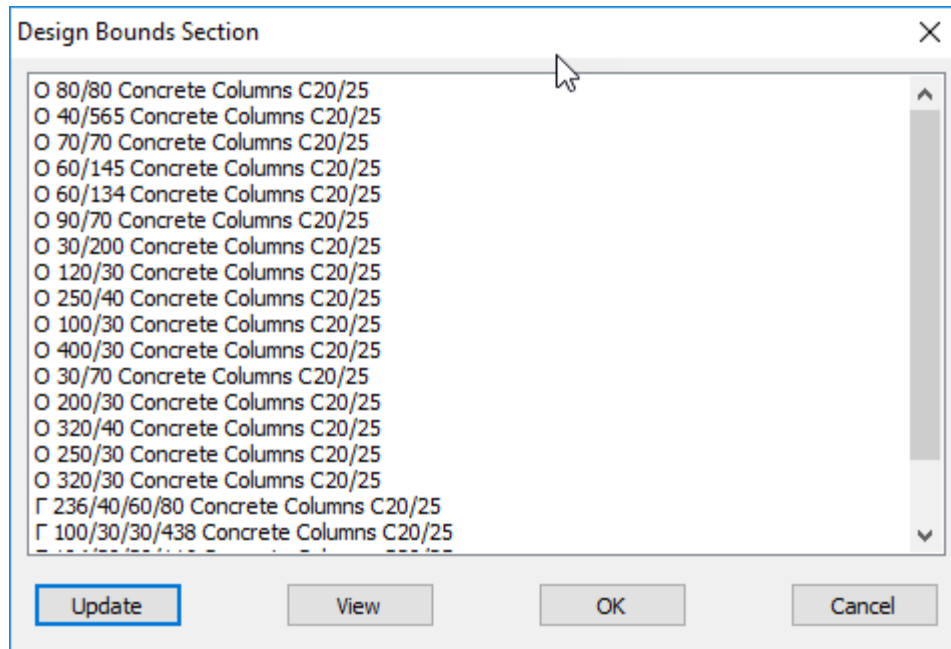 Design Bounds Section
O 80/80 Concrete Columns C20/25
O 40/565 Concrete Columns C20/25
O 70/70 Concrete Columns C20/25
O 60/145 Concrete Columns C20/25
O 60/134 Concrete Columns C20/25
O 90/70 Concrete Columns C20/25
O 30/200 Concrete Columns C20/25
O 120/30 Concrete Columns C20/25
O 250/40 Concrete Columns C20/25
O 100/30 Concrete Columns C20/25
O 400/30 Concrete Columns C20/25
O 30/70 Concrete Columns C20/25
O 200/30 Concrete Columns C20/25
O 320/40 Concrete Columns C20/25
O 250/30 Concrete Columns C20/25
O 320/30 Concrete Columns C20/25
Γ 236/40/60/80 Concrete Columns C20/25
Γ 100/30/30/438 Concrete Columns C20/25
Update View OK Cancel